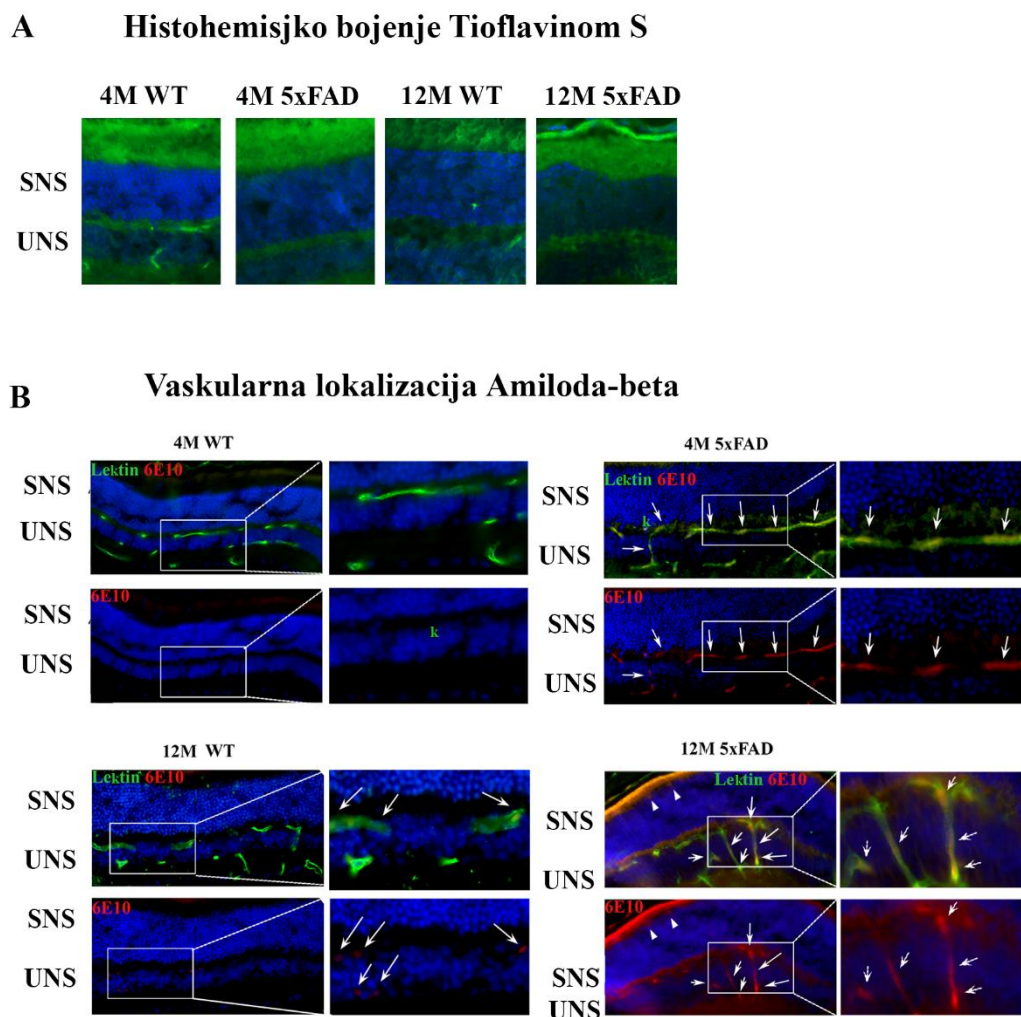 A Histohemisjko bojenje Tioflavinom S
4M WT 4M 5xFAD 12M WT 12M 5xFAD
SNS
UNS
B Vaskularna lokalizacija Amiloda-beta
4M WT 4M 5xFAD
Lektin 6E10 Lektin 6E10
SNS SNS
k
UNS UNS
6E10 6E10
SNS SNS
k
UNS UNS
12M WT 12M 5xFAD
Lektin 6E10 Lektin 6E10
SNS SNS
UNS UNS
6E10 6E10
SNS
UNS SNS
UNS